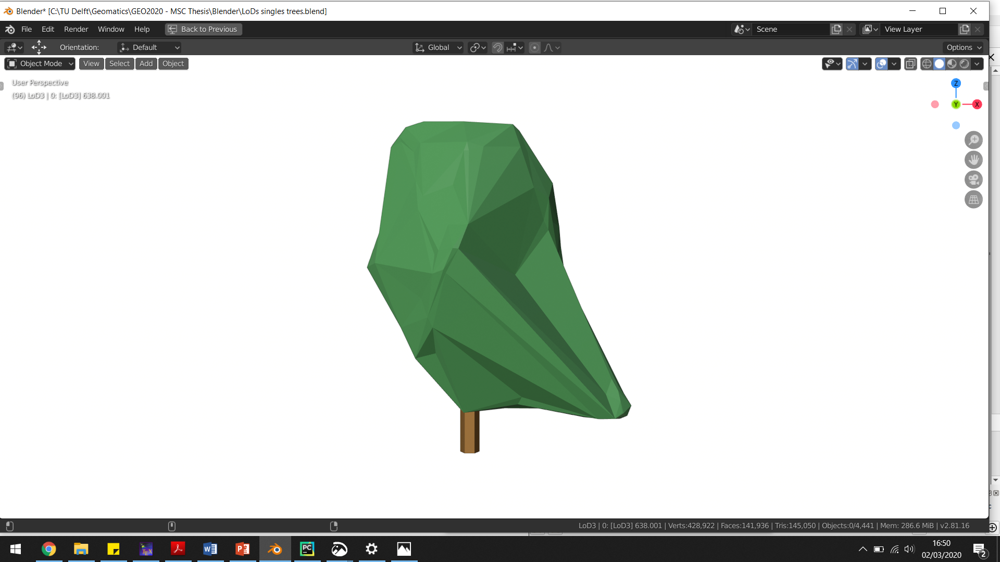 Blender* [C:\TU Delft\Geomatics\GEO2020 - MSC Thesis\Blender\LoDs singles trees.blend]
File Edit Render Window Help Back to Previous Scene View Layer
Orientation: Default Global Options
Object Mode View Select Add Object
User Perspective
(96) LoD3 | 0: [LoD3] 638.001
Z
Y X
LoD3 | 0: [LoD3] 638.001 | Verts:428,922 | Faces:141,936 | Tris:145,050 | Objects:0/4,441 | Mem: 286.6 MiB | v2.81.16
TEX W P PC
16:50
02/03/2020
2